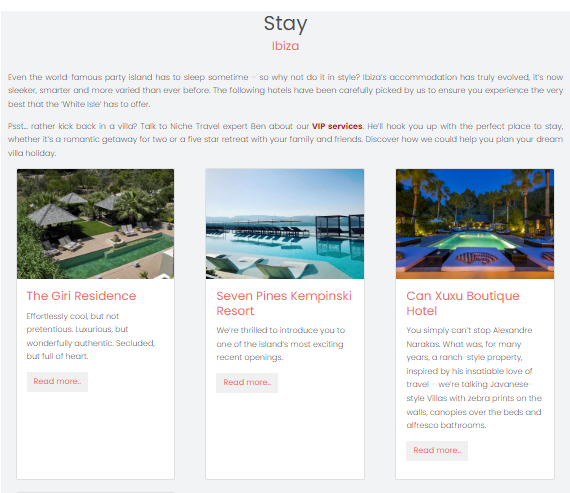 Stay
Ibiza
Even the world-famous party island has to sleep sometime – so why not do it in style? Ibiza's accommodation has truly evolved, it's now
sleeker, smarter and more varied than ever before. The following hotels have been carefully picked by us to ensure you experience the very
best that the 'White Isle' has to offer.
Psst… rather kick back in a villa? Talk to Niche Travel expert Ben about our VIP services. He'll hook you up with the perfect place to stay,
whether it's a romantic getaway for two or a five star retreat with your family and friends. Discover how we could help you plan your dream
villa holiday.
The Giri Residence
Effortlessly cool, but not
pretentious. Luxurious, but
wonderfully authentic. Secluded,
but full of heart.
Read more..
Seven Pines Kempinski
Resort
We're thrilled to introduce you to
one of the island's most exciting
recent openings.
Read more..
Can Xuxu Boutique
Hotel
You simply can't stop Alexandre
Narakas. What was, for many
years, a ranch-style property,
inspired by his insatiable love of
travel – we're talking Javanese-
style Villas with zebra prints on the
walls, canopies over the beds and
alfresco bathrooms.
Read more..